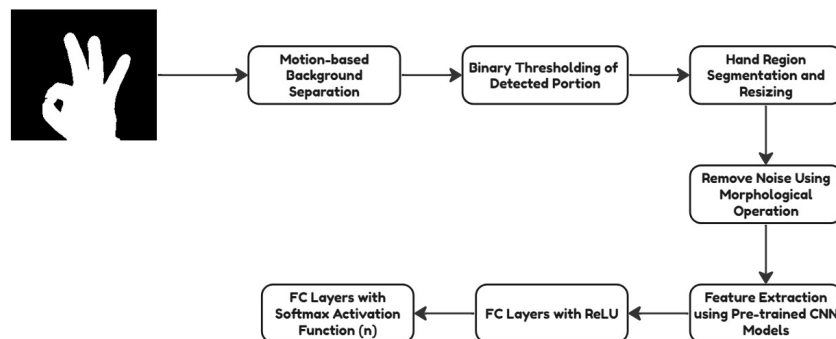 Motion-based
Background
Separation
Binary Thresholding of
Detected Portion
Hand Region
Segmentation and
Resizing
Remove Noise Using
Morphological
Operation
Feature Extraction
using Pre-trained CNN
Models
FC Layers with ReLU
FC Layers with
Softmax Activation
Function (n)